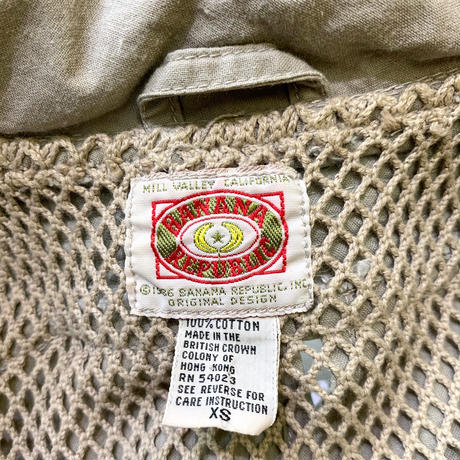 MILL VALLEY CALIFORNIA
BANANA
REPUBLIC
©1986 BANANA REPUBLIC, INC.
ORIGINAL DESIGN
100% COTTON
MADE IN THE
BRITISH CROWN
COLONY OF
HONG KONG
RN 54023
SEE REVERSE FOR
CARE INSTRUCTION
XS